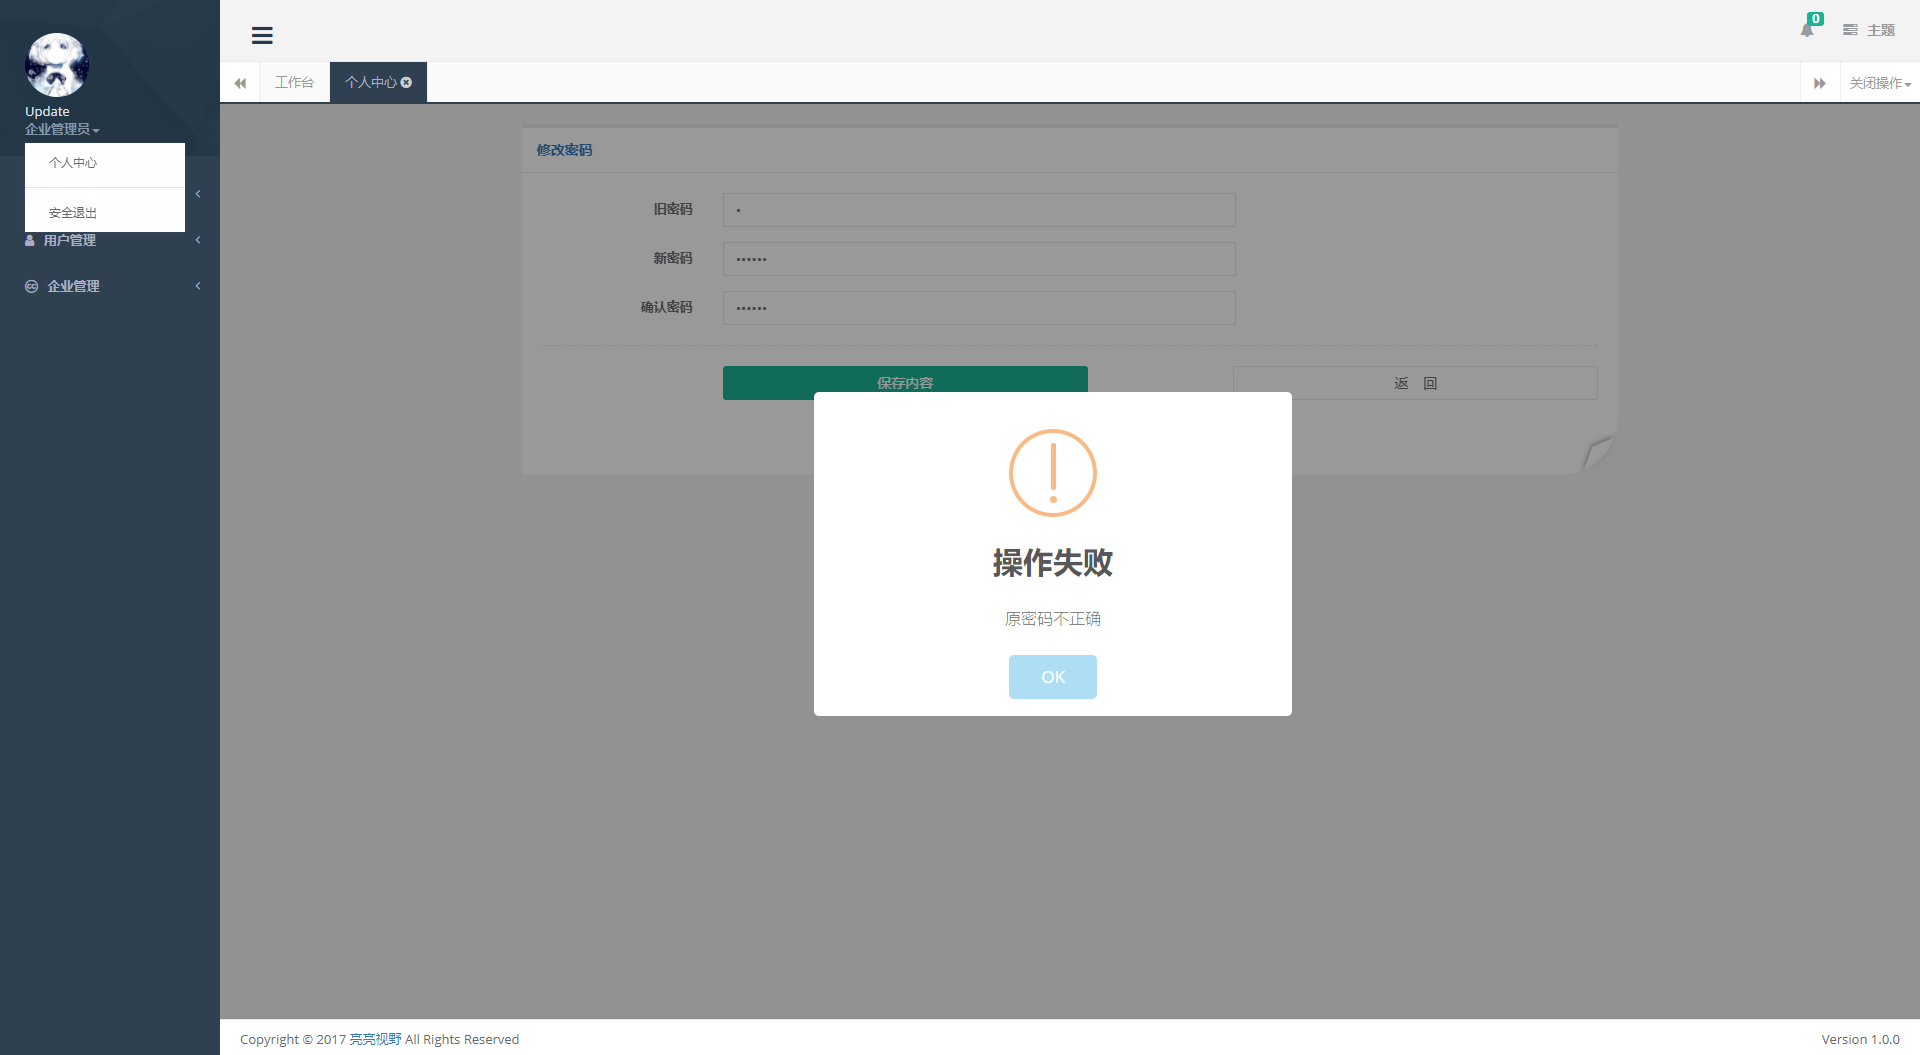 0
主题
工作台
个人中心
关闭操作
Update
企业管理员
个人中心
安全退出
用户管理
企业管理
修改密码
旧密码
新密码
确认密码
保存内容
返 回
操作失败
原密码不正确
OK
Copyright © 2017 亮亮视野 All Rights Reserved
Version 1.0.0